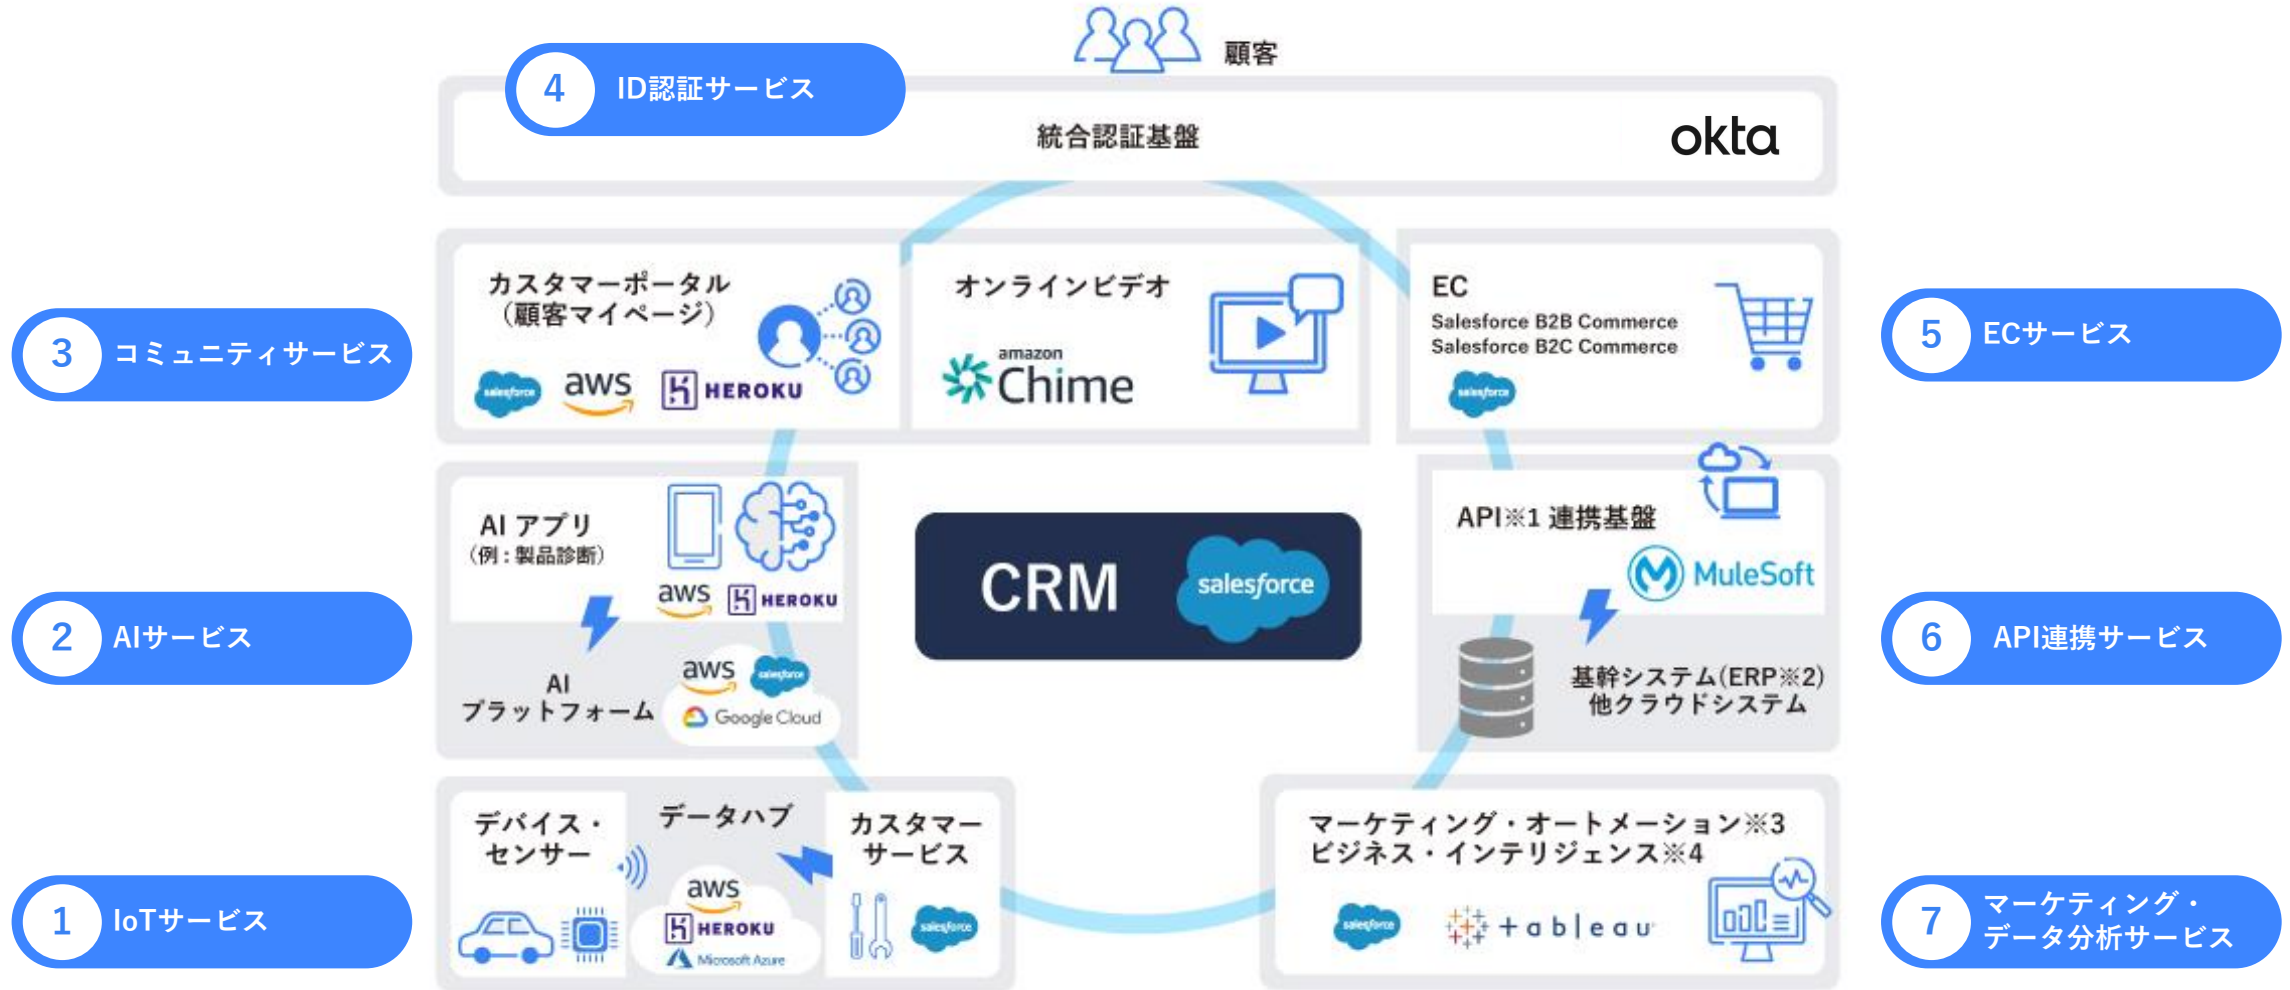 顧客
4 ID認証サービス
統合認証基盤
okta
カスタマーポータル
（顧客マイページ）
salesforce
aws
HEROKU
オンラインビデオ
amazon
Chime
EC
Salesforce B2B Commerce
Salesforce B2C Commerce
salesforce
3 コミュニティサービス
5 ECサービス
AI アプリ
（例：製品診断）
aws
HEROKU
AI
プラットフォーム
aws
salesforce
Google Cloud
CRM
salesforce
API※1 連携基盤
MuleSoft
基幹システム(ERP※2)
他クラウドシステム
2 AIサービス
6 API連携サービス
デバイス・
センサー
データハブ
aws
HEROKU
Microsoft Azure
カスタマー
サービス
salesforce
マーケティング・オートメーション※3
ビジネス・インテリジェンス※4
salesforce
+ableau
1 IoTサービス
7 マーケティング・
データ分析サービス